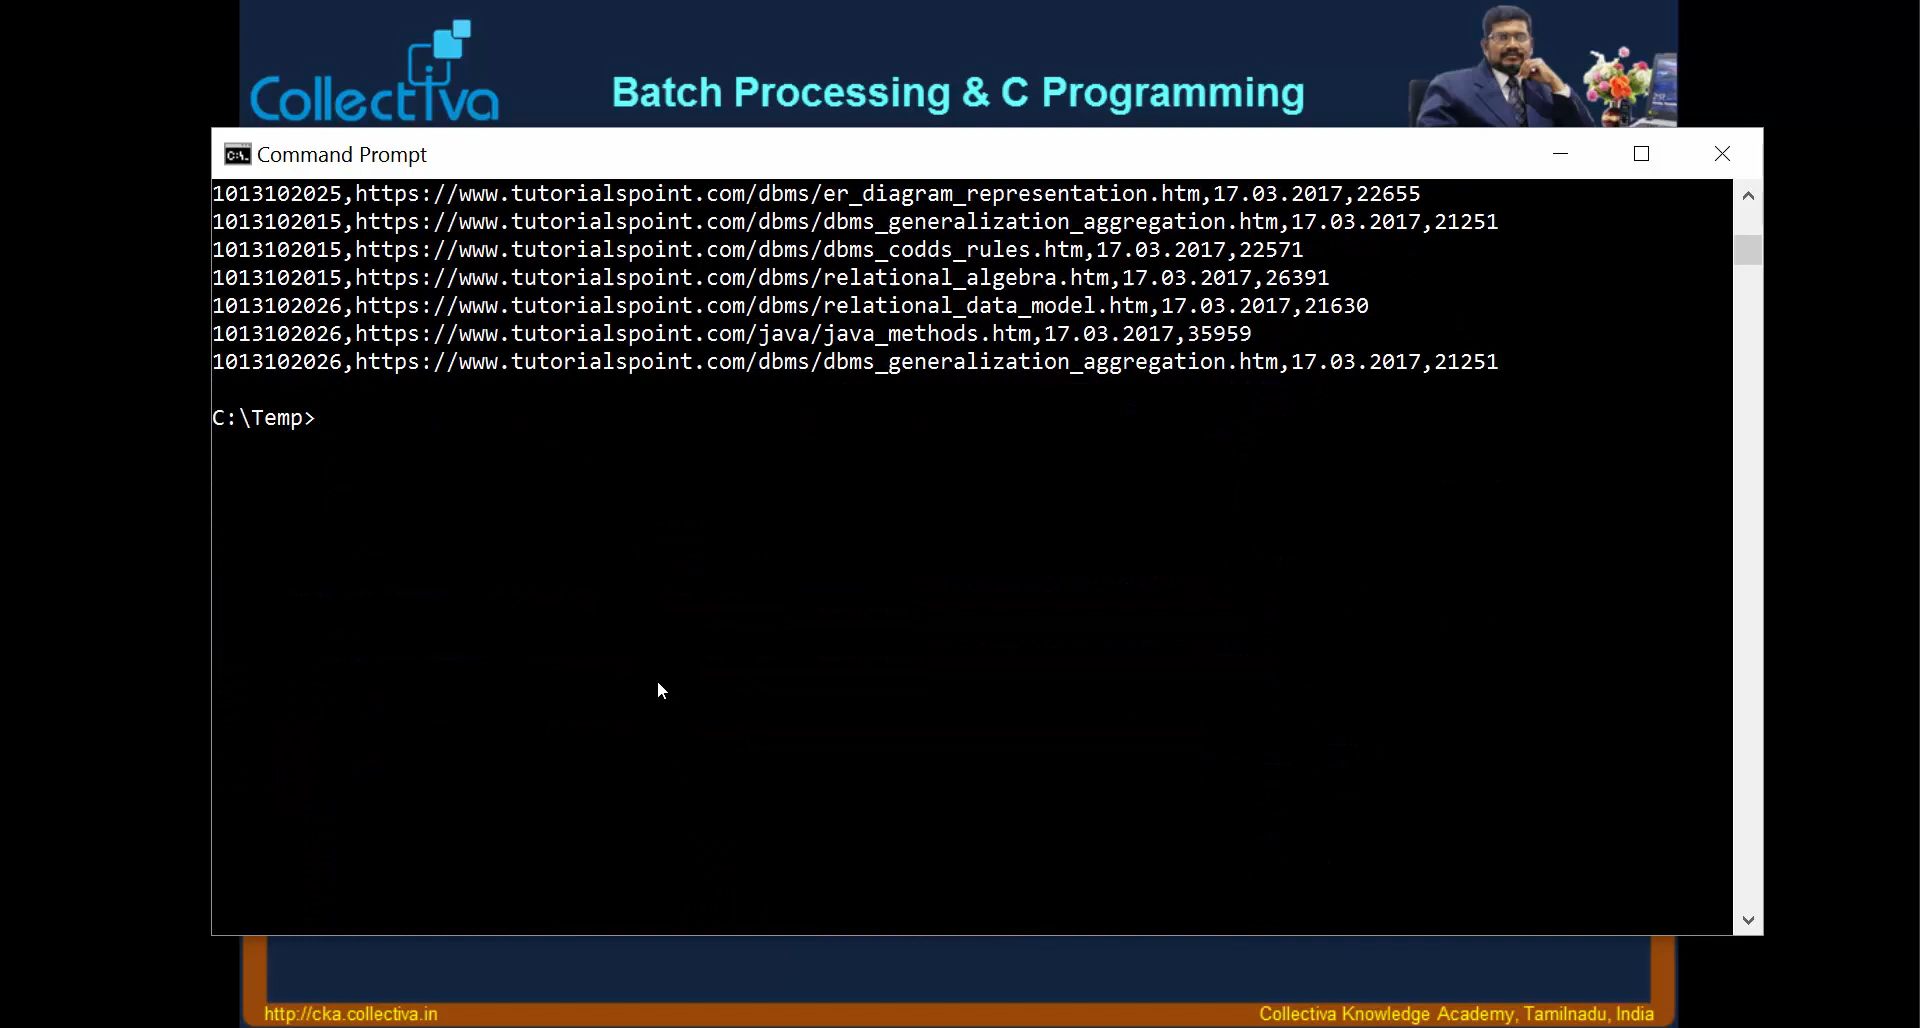 Collectiva
Batch Processing & C Programming
Command Prompt
1013102025,https://www.tutorialspoint.com/dbms/er_diagram_representation.htm,17.03.2017,22655
1013102015,https://www.tutorialspoint.com/dbms/dbms_generalization_aggregation.htm,17.03.2017,21251
1013102015,https://www.tutorialspoint.com/dbms/dbms_codds_rules.htm,17.03.2017,22571
1013102015,https://www.tutorialspoint.com/dbms/relational_algebra.htm,17.03.2017,26391
1013102026,https://www.tutorialspoint.com/dbms/relational_data_model.htm,17.03.2017,21630
1013102026,https://www.tutorialspoint.com/java/java_methods.htm,17.03.2017,35959
1013102026,https://www.tutorialspoint.com/dbms/dbms_generalization_aggregation.htm,17.03.2017,21251
C:\Temp>
http://cka.collectiva.in
Collectiva Knowledge Academy, Tamilnadu, India